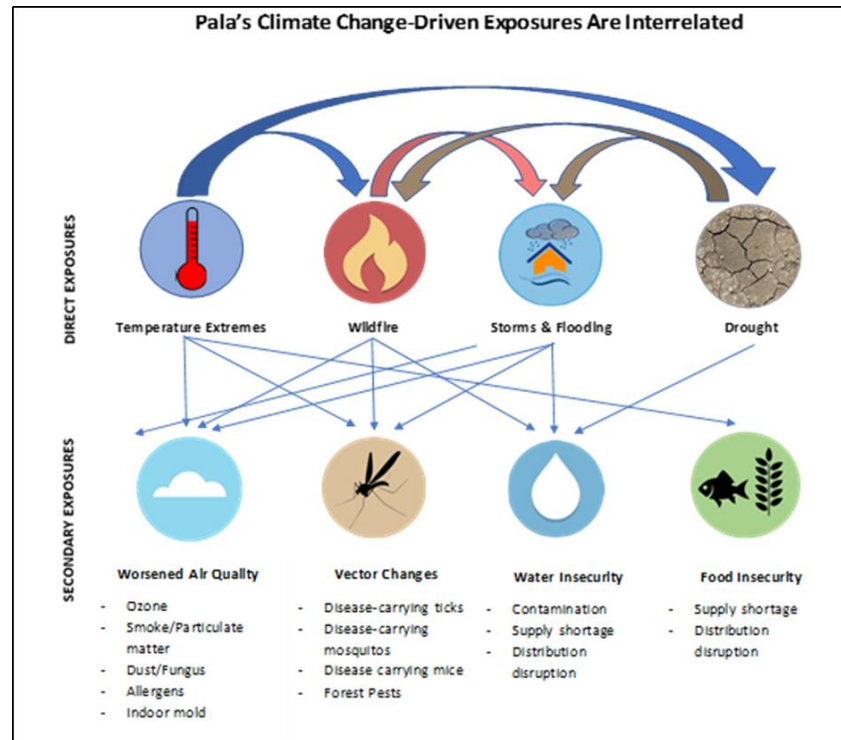 Pala's Climate Change-Driven Exposures Are Interrelated
DIRECT EXPOSURES
Temperature Extremes
Wildfire
Storms & Flooding
Drought
SECONDARY EXPOSURES
Worsened Air Quality
- Ozone
- Smoke/Particulate
matter
- Dust/Fungus
- Allergens
- Indoor mold
Vector Changes
- Disease-carrying ticks
- Disease-carrying
mosquitos
- Disease carrying mice
- Forest Pests
Water Insecurity
- Contamination
- Supply shortage
- Distribution
disruption
Food Insecurity
- Supply shortage
- Distribution
disruption